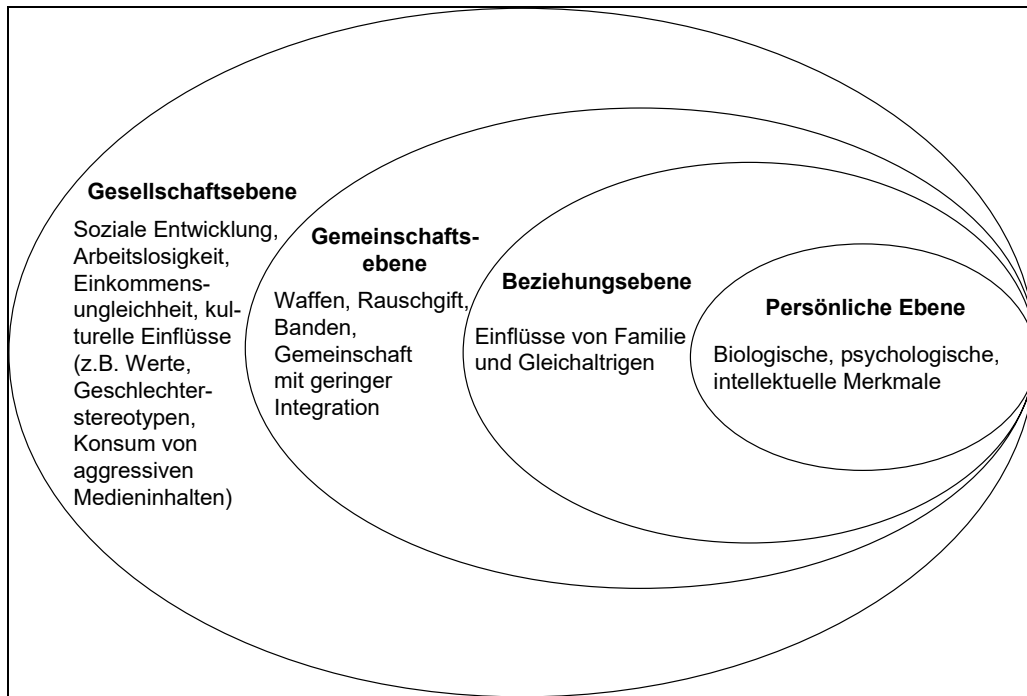 Gesellschaftsebene
Soziale Entwicklung,
Arbeitslosigkeit,
Einkommens-
ungleichheit, kul-
turelle Einflüsse
(z.B. Werte,
Geschlechter-
stereotypen,
Konsum von
aggressiven
Medieninhalten)
Gemeinschafts-
ebene
Waffen, Rauschgift,
Banden,
Gemeinschaft
mit geringer
Integration
Beziehungsebene
Einflüsse von Familie
und Gleichaltrigen
Persönliche Ebene
Biologische, psychologische,
intellektuelle Merkmale